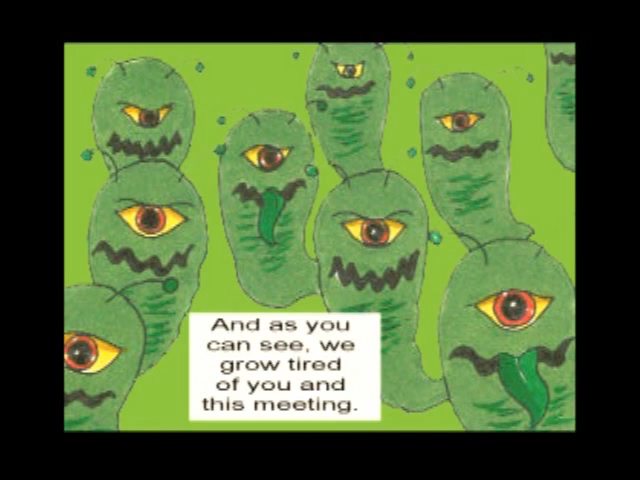 And as you
can see, we
grow tired
of you and
this meeting.